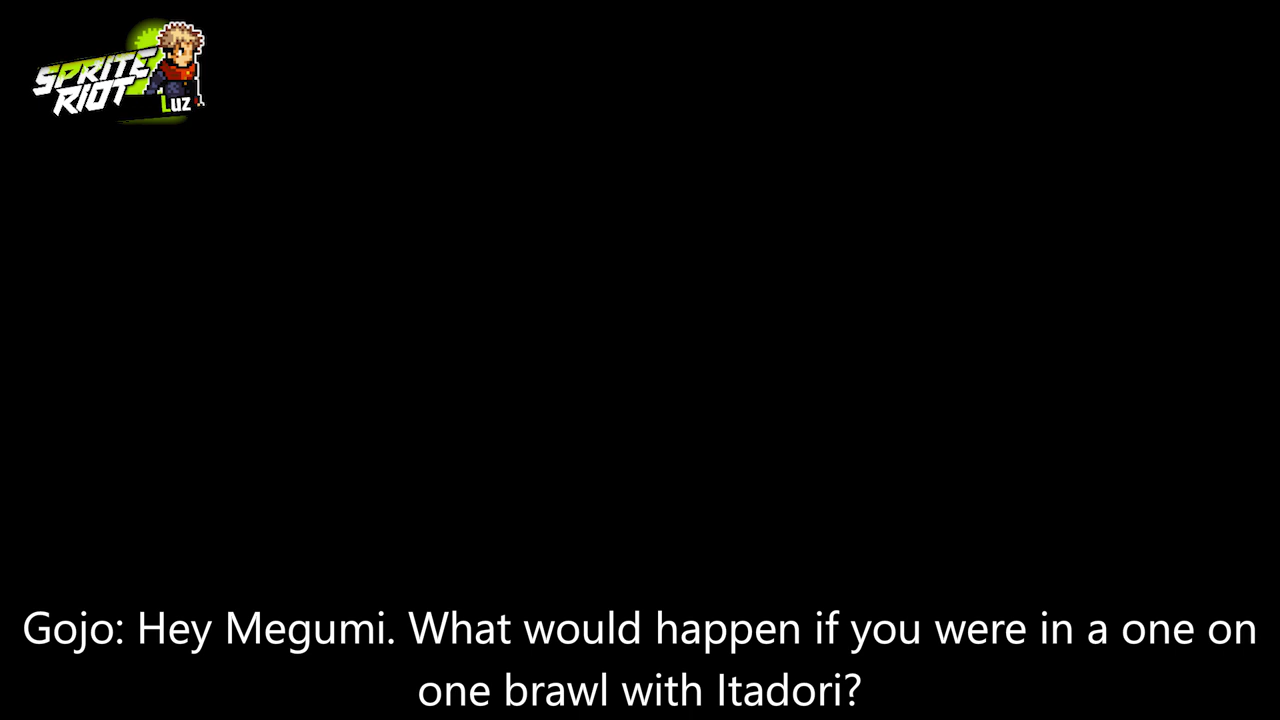 SPRITE
RIOT
Luz
Gojo: Hey Megumi. What would happen if you were in a one on
one brawl with Itadori?